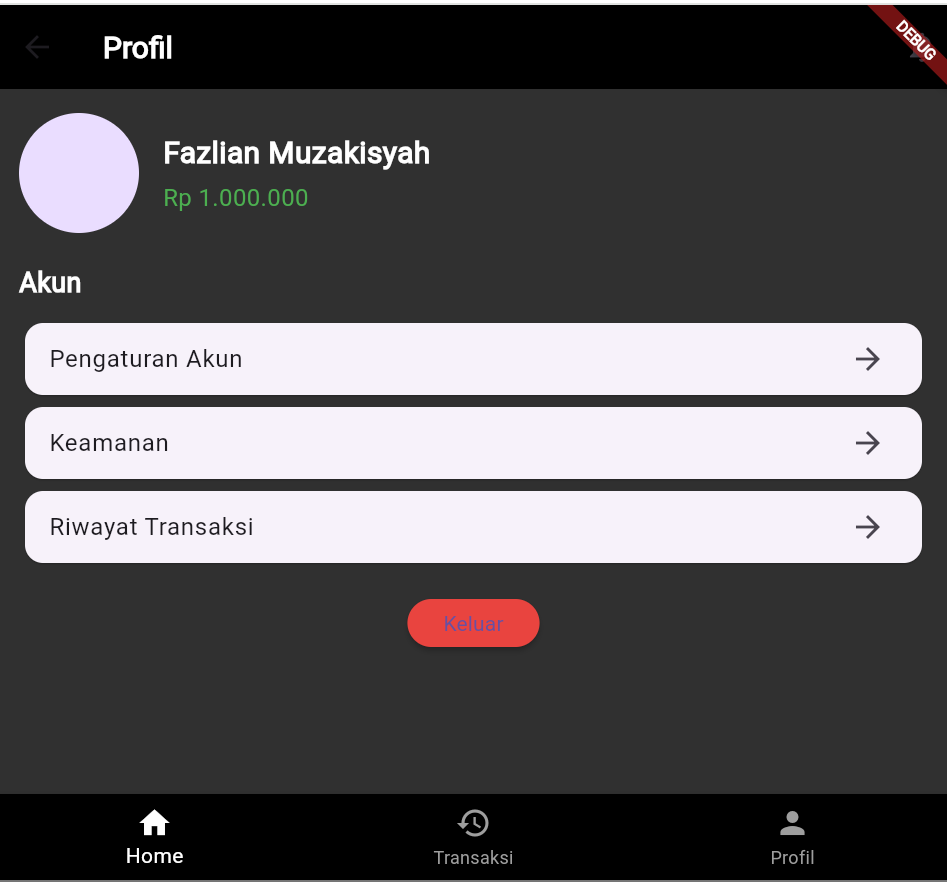 Profil
DEBUG
Fazlian Muzakisyah
Rp 1.000.000
Akun
Pengaturan Akun
Keamanan
Riwayat Transaksi
Keluar
Home
Transaksi
Profil